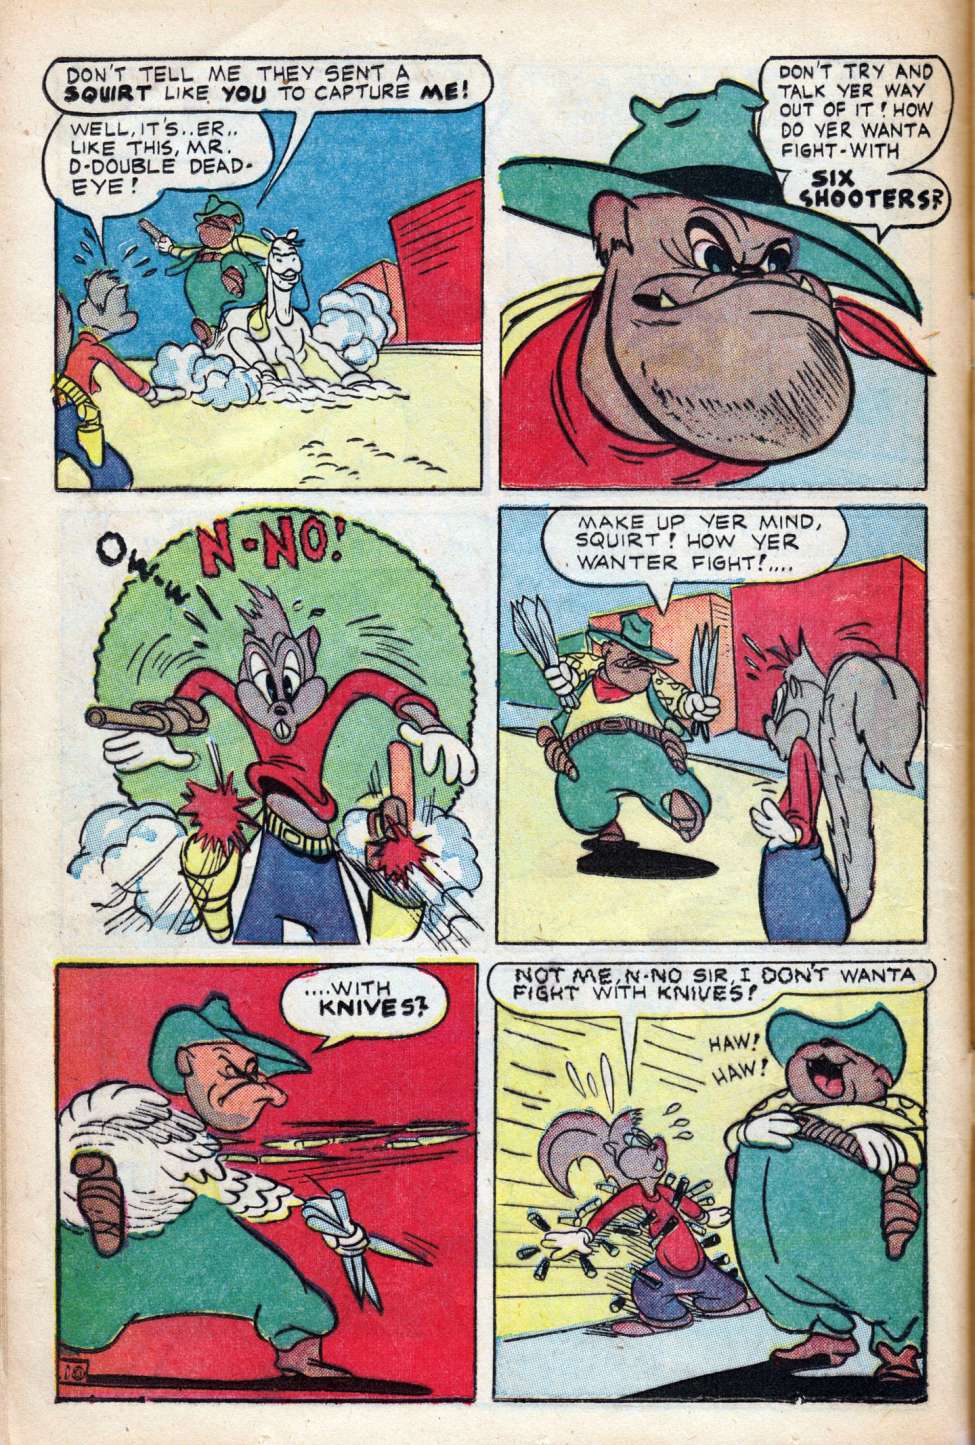 DON'T TELL ME THEY SENT A
SQUIRT LIKE YOU TO CAPTURE ME!
WELL, IT'S..ER..
LIKE THIS, MR.
D-DOUBLE DEAD-
EYE!
DON'T TRY AND
TALK YER WAY
OUT OF IT! HOW
DO YER WANTA
FIGHT-WITH
SIX
SHOOTERS?
OW-W!
N-NO!
MAKE UP YER MIND,
SQUIRT! HOW YER
WANTER FIGHT!....
....WITH
KNIVES?
NOT ME, N-NO SIR, I DON'T WANTA
FIGHT WITH KNIVES!
HAW!
HAW!